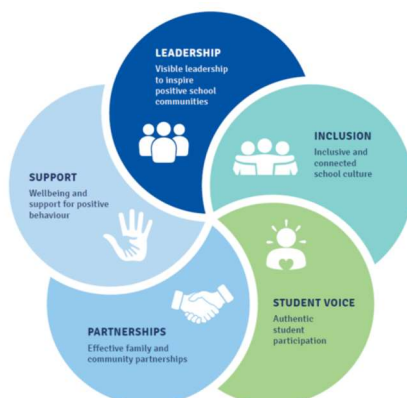 LEADERSHIP
Visible leadership
to inspire
positive school
communities
INCLUSION
Inclusive and
connected
school culture
STUDENT VOICE
Authentic
student
participation
PARTNERSHIPS
Effective family and
community partnerships
SUPPORT
Wellbeing and
support for positive
behaviour